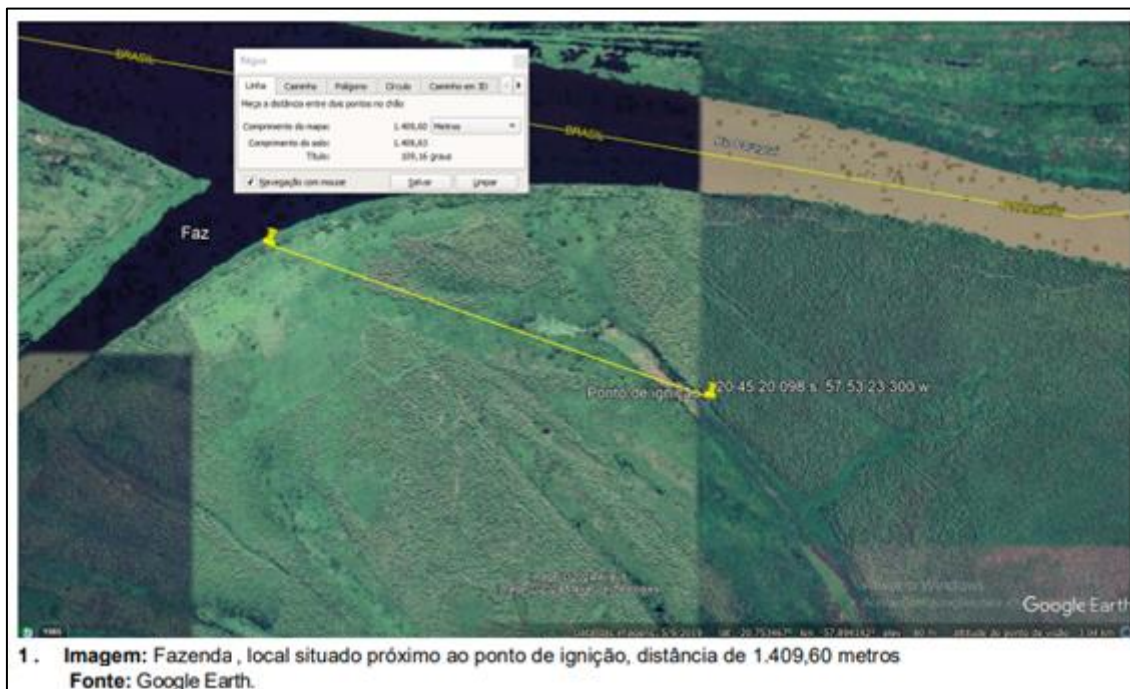 BRASIL
Régua
Linha Caminho Polígono Círculo Caminho em 3D
Meça a distância entre dois pontos no chão
Comprimento do mapa: 1.409,60 Metros
Comprimento do solo: 1.409,63
Título: 109,16 graus
Navegação com mouse Salvar Limpar
BRASIL
Faz
Ponto de ignição 20 45 20 098 s 57 53 23 300 w
Google Earth
1985
1 . Imagem: Fazenda , local situado próximo ao ponto de ignição, distância de 1.409,60 metros
Fonte: Google Earth.